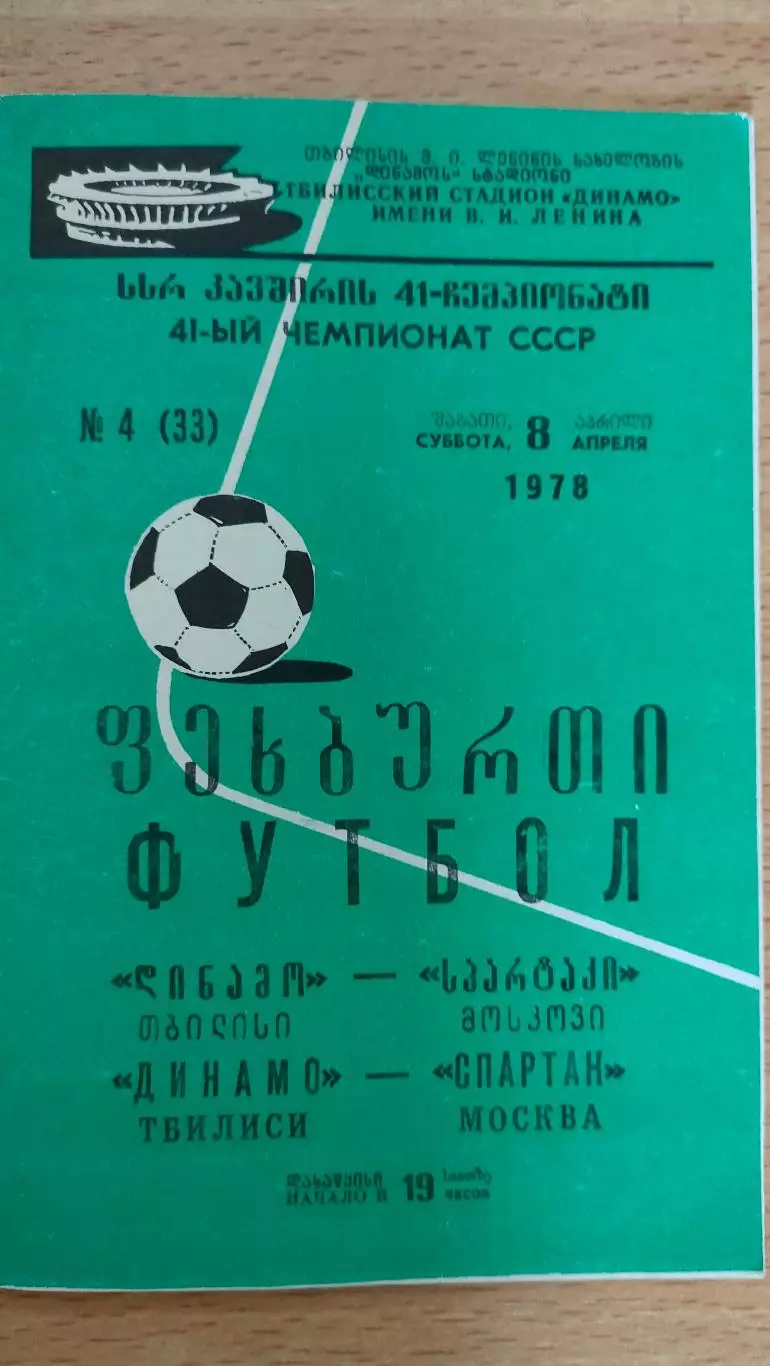 თბილისის ვ. ი. ლენინის სახელობის
„დინამოს“ სტადიონი
ТБИЛИССКИЙ СТАДИОН «ДИНАМО»
ИМЕНИ В. И. ЛЕНИНА
სსრ კავშირის 41-ჩემპიონატი
41-ЫЙ ЧЕМПИОНАТ СССР
№ 4 (33)
შაბათი, 8 აპრილი
СУББОТА, АПРЕЛЯ
1978
ფეხბურთი
ФУТБОЛ
«დინამო» — «სპარტაკი»
თბილისი მოსკოვი
«ДИНАМО» — «СПАРТАК»
ТБИЛИСИ МОСКВА
დასაწყისი 19 საათზე
НАЧАЛО В часов